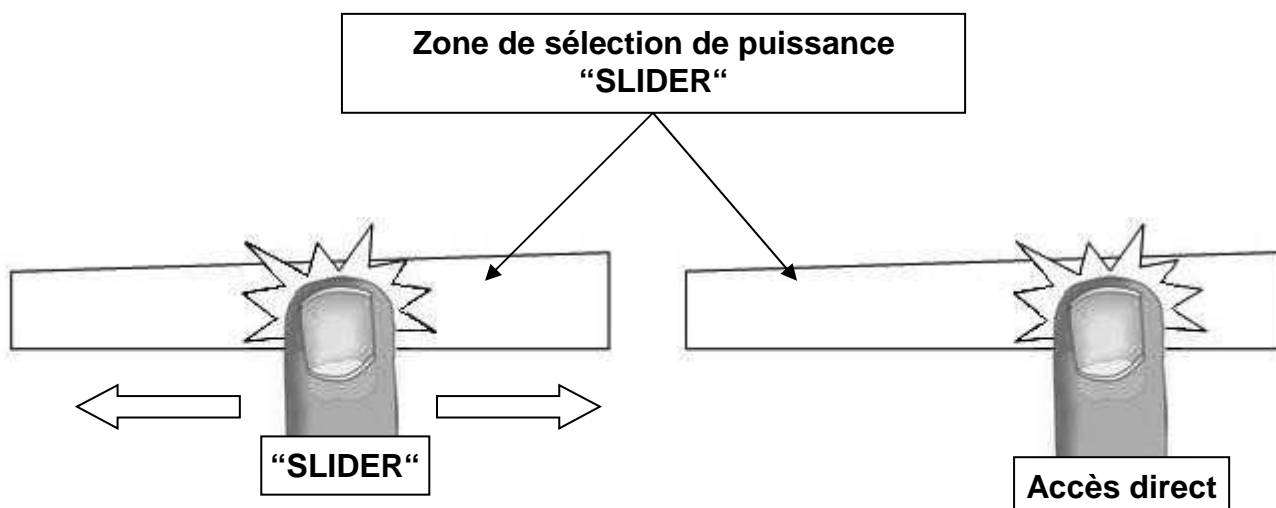 Zone de sélection de puissance
“SLIDER“
“SLIDER“
Accès direct